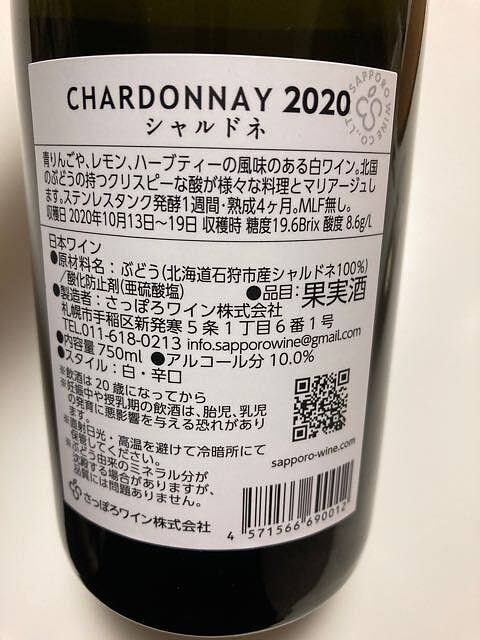 CHARDONNAY 2020
シャルドネ
SAPPORO WINE CO.,LTD.
青りんごや、レモン、ハーブティーの風味のある白ワイン。北国
のぶどうの持つクリスピーな酸が様々な料理とマリアージュし
ます。ステンレスタンク発酵1週間・熟成4ヶ月。MLF無し。
収穫日 2020年10月13日〜19日 収穫時 糖度19.6Brix 酸度 8.6g/L
日本ワイン
●原材料名：ぶどう(北海道石狩市産シャルドネ100%)
/酸化防止剤(亜硫酸塩) ●品目：果実酒
●製造者：さっぽろワイン株式会社
札幌市手稲区新発寒５条１丁目６番１号
TEL.011-618-0213 info.sapporowine@gmail.com
●内容量 750ml ●アルコール分 10.0%
●スタイル：白・辛口
※飲酒は20歳になってから
※妊娠中や授乳期の飲酒は、胎児、乳児
の発育に悪影響を与える恐れがあり
ます。
※直射日光・高温を避けて冷暗所にて
保管してください。
※ぶどう由来のミネラル分が
沈殿する場合がありますが、
品質には問題ありません。
sapporo-wine.com
さっぽろワイン株式会社
4 571566 690012